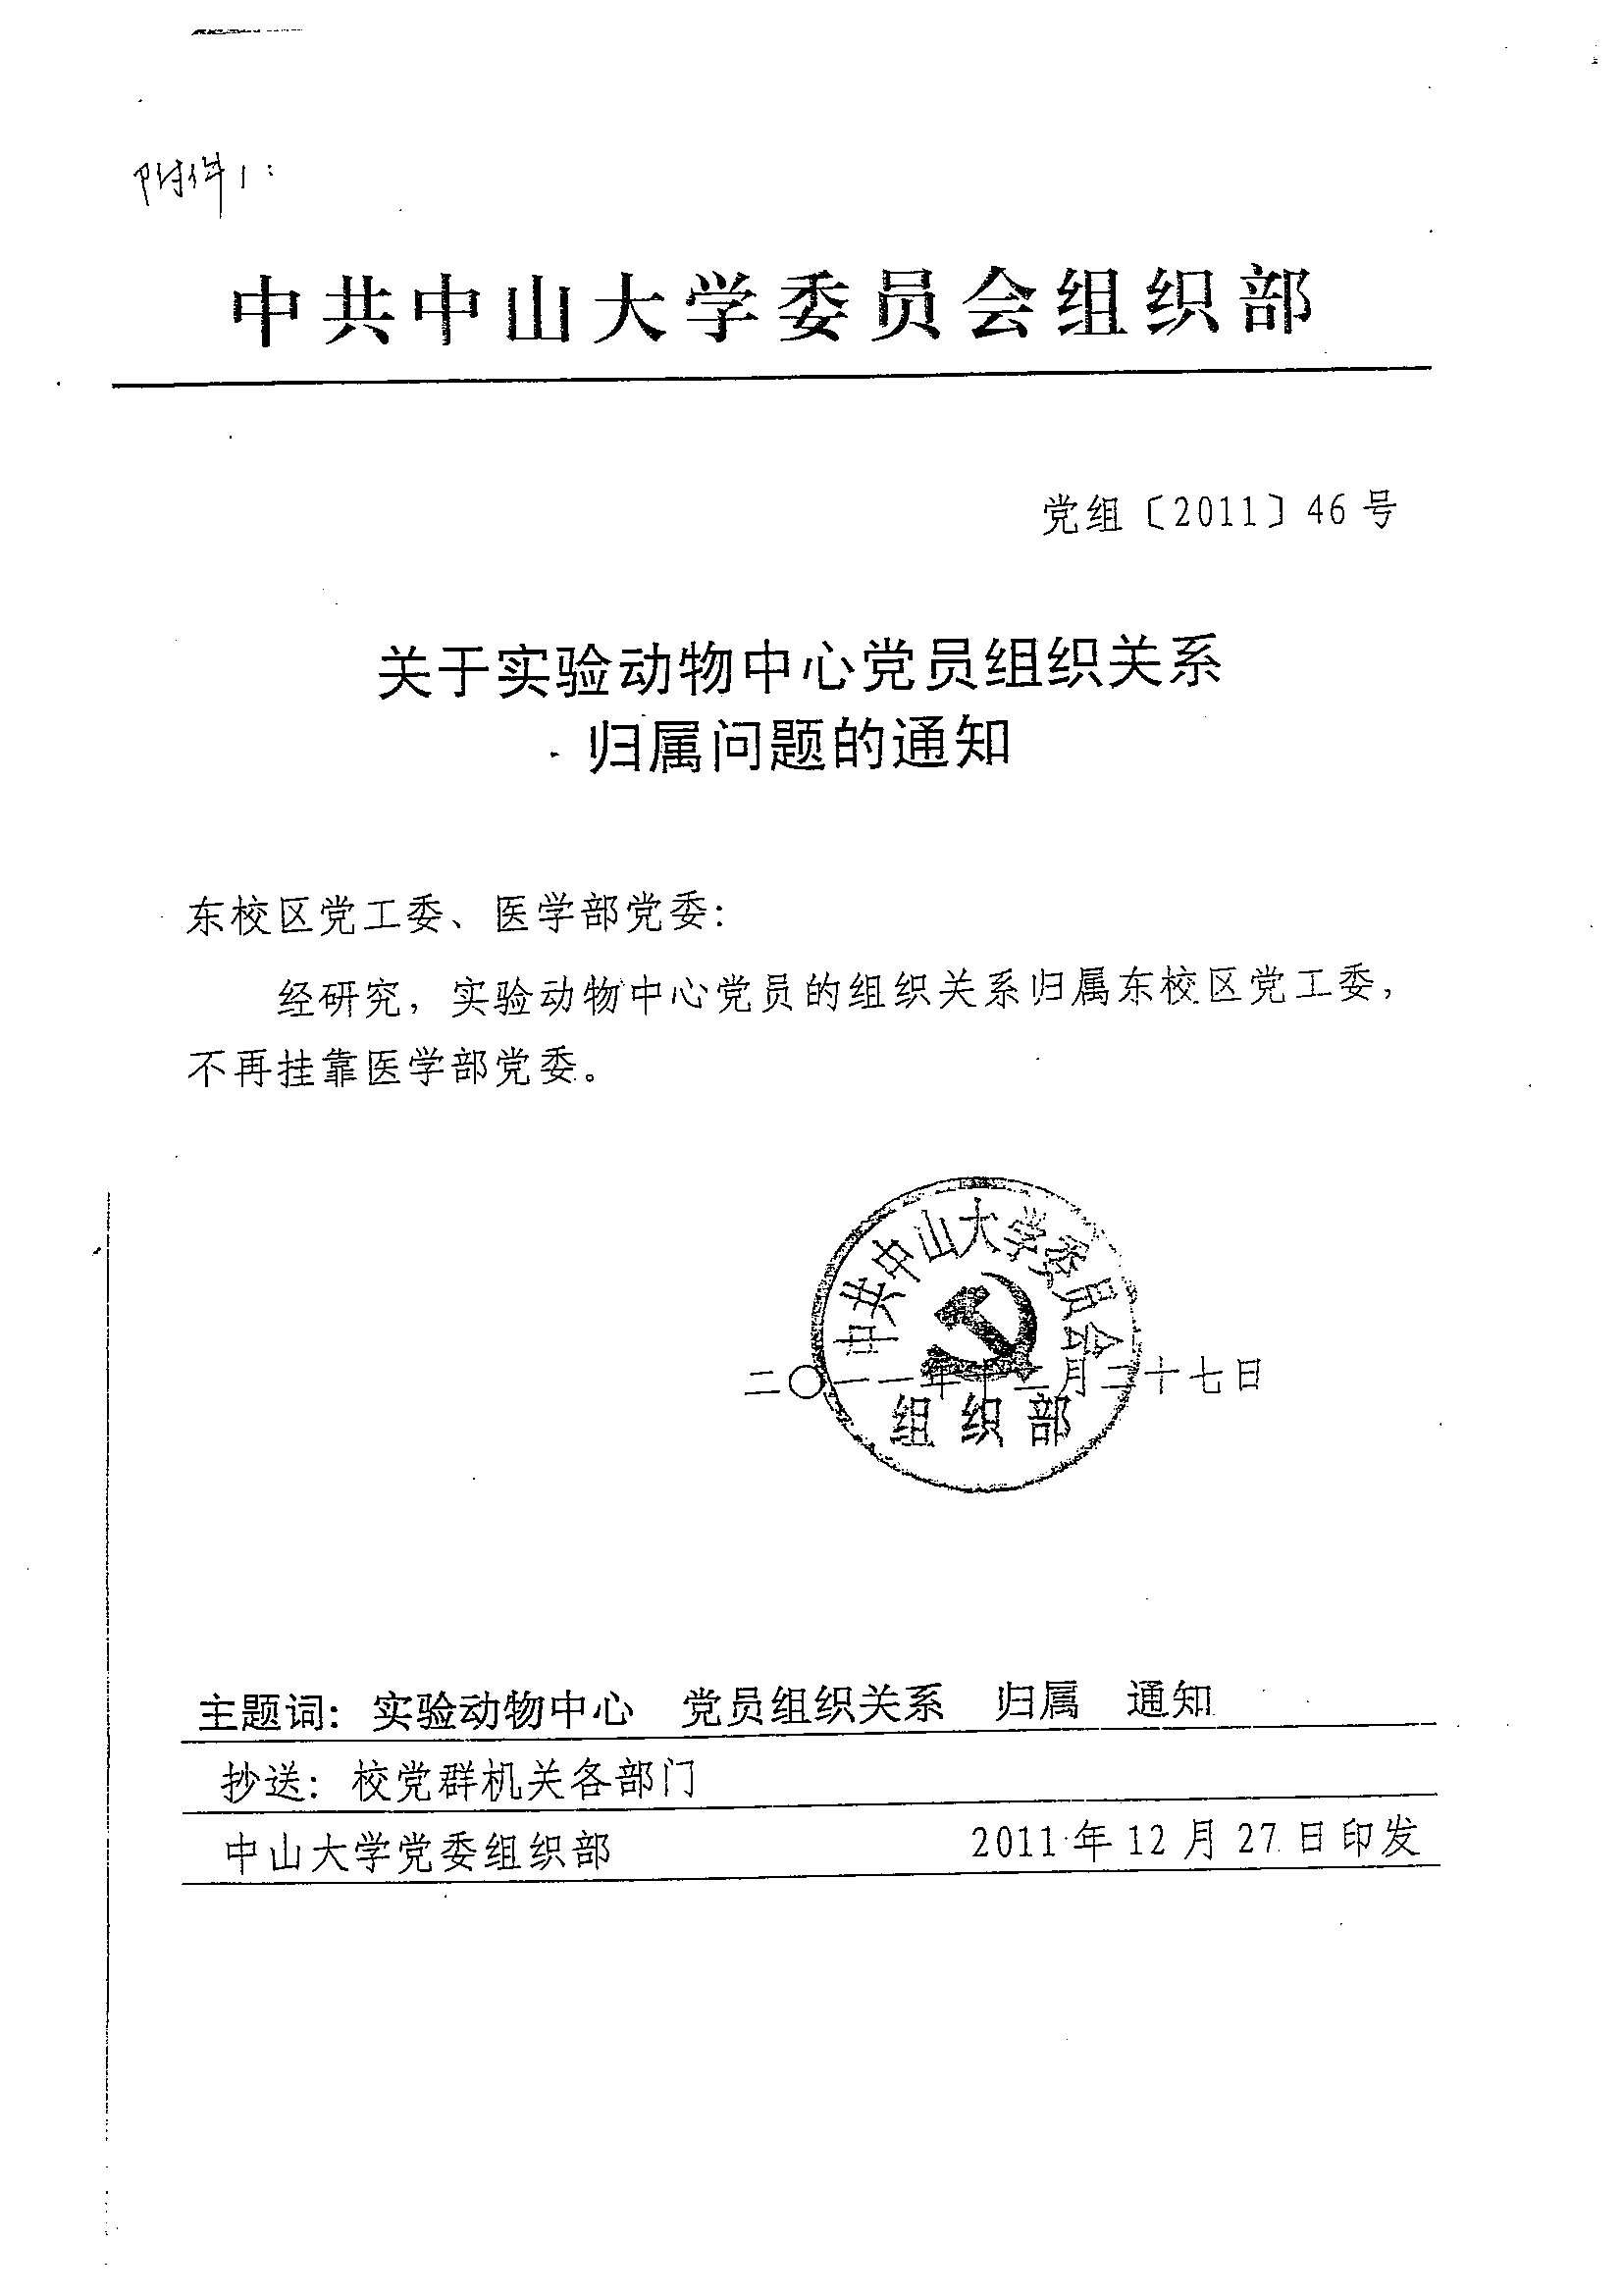 附件1：
中共中山大学委员会组织部
党组〔2011〕46号
关于实验动物中心党员组织关系
归属问题的通知
东校区党工委、医学部党委：
经研究，实验动物中心党员的组织关系归属东校区党工委，
不再挂靠医学部党委。
中共中山大学委员会
二〇一一年十二月二十七日
组织部
主题词：实验动物中心　党员组织关系　归属　通知
抄送：校党群机关各部门
中山大学党委组织部　2011年12月27日印发